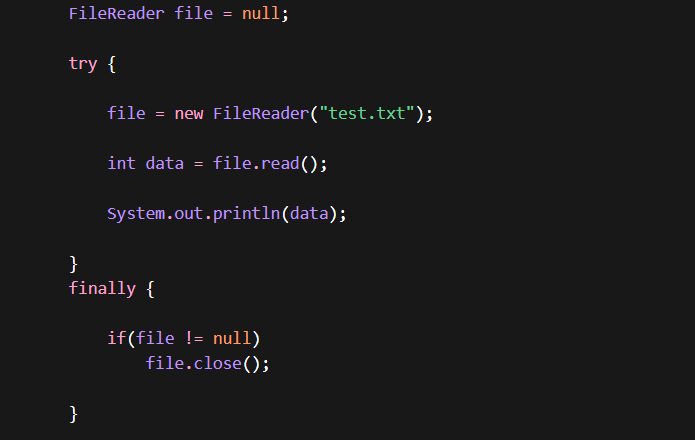 FileReader file = null;
try {
file = new FileReader("test.txt");
int data = file.read();
System.out.println(data);
}
finally {
if(file != null)
file.close();
}